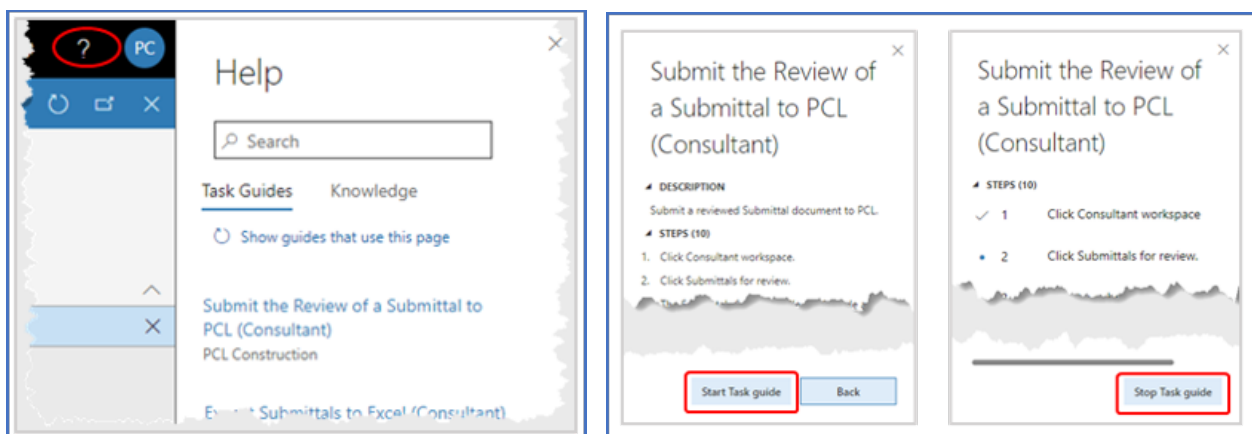 ?
PC
Help
Search
Task Guides Knowledge
Show guides that use this page
Submit the Review of a Submittal to
PCL (Consultant)
PCL Construction
Submittals to Excel (Consultant)
Submit the Review of
a Submittal to PCL
(Consultant)
DESCRIPTION
Submit a reviewed Submittal document to PCL.
STEPS (10)
1. Click Consultant workspace.
2. Click Submittals for review.
Start Task guide Back
Submit the Review of
a Submittal to PCL
(Consultant)
STEPS (10)
1 Click Consultant workspace
2 Click Submittals for review.
Stop Task guide